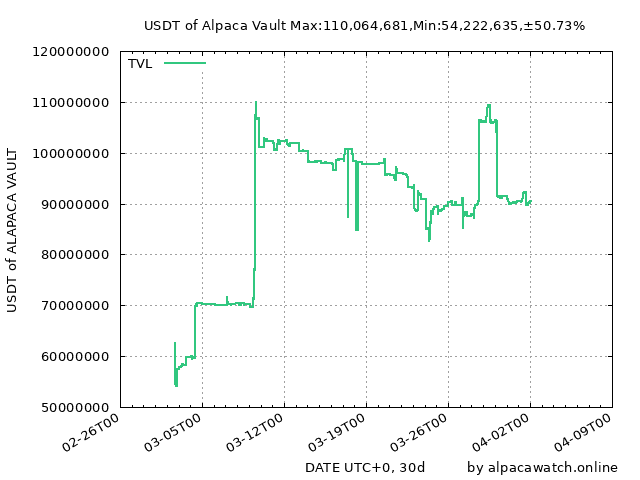 USDT of Alpaca Vault Max:110,064,681,Min:54,222,635,±50.73%
120000000
TVL
110000000
100000000
90000000
80000000
70000000
60000000
50000000
USDT of ALAPACA VAULT
02-26T00
03-05T00
03-12T00
03-19T00
03-26T00
04-02T00
04-09T00
DATE UTC+0, 30d
by alpacawatch.online